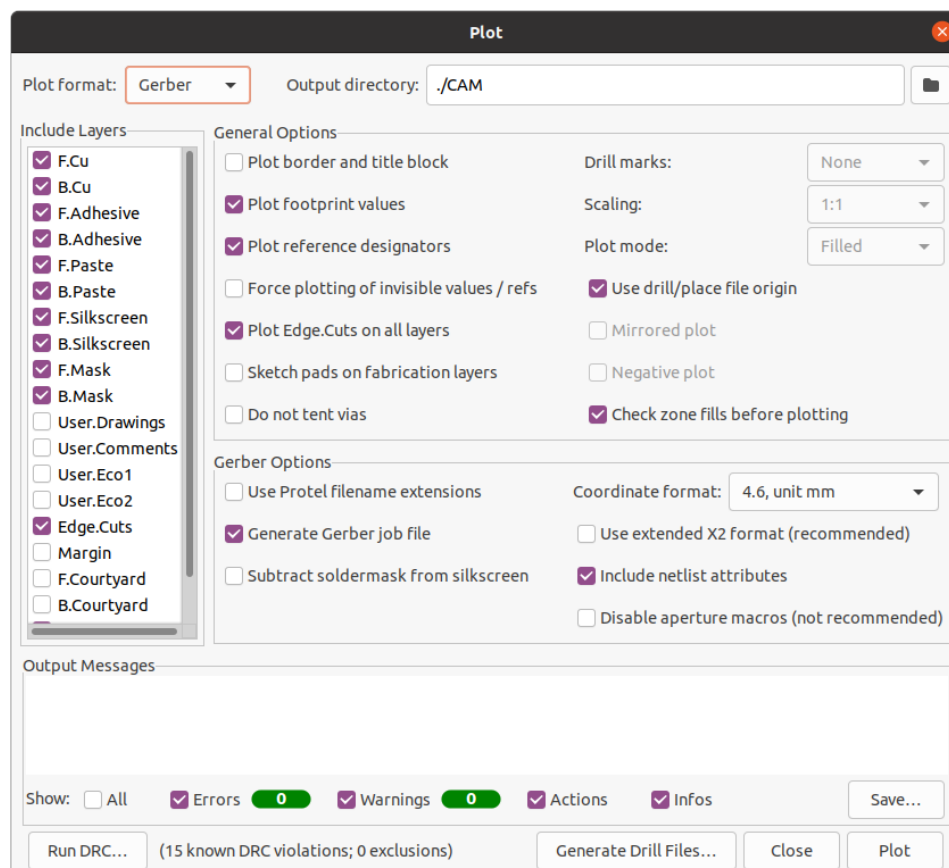 Plot
Plot format: Gerber Output directory: ./CAM
Include Layers
F.Cu
B.Cu
F.Adhesive
B.Adhesive
F.Paste
B.Paste
F.Silkscreen
B.Silkscreen
F.Mask
B.Mask
User.Drawings
User.Comments
User.Eco1
User.Eco2
Edge.Cuts
Margin
F.Courtyard
B.Courtyard
General Options
Plot border and title block Drill marks: None
Plot footprint values Scaling: 1:1
Plot reference designators Plot mode: Filled
Force plotting of invisible values / refs Use drill/place file origin
Plot Edge.Cuts on all layers Mirrored plot
Sketch pads on fabrication layers Negative plot
Do not tent vias Check zone fills before plotting
Gerber Options
Use Protel filename extensions Coordinate format: 4.6, unit mm
Generate Gerber job file Use extended X2 format (recommended)
Subtract soldermask from silkscreen Include netlist attributes
Disable aperture macros (not recommended)
Output Messages
Show: All Errors 0 Warnings 0 Actions Infos Save...
Run DRC... (15 known DRC violations; 0 exclusions) Generate Drill Files... Close Plot